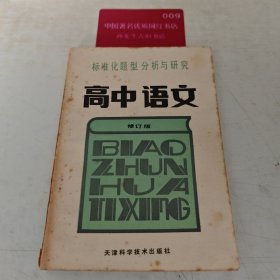 009
中国著名优质网红书店
标准化题型分析与研究
高中语文
修订版
BIAO
ZHUN
HUA
TIXING
天津科学技术出版社